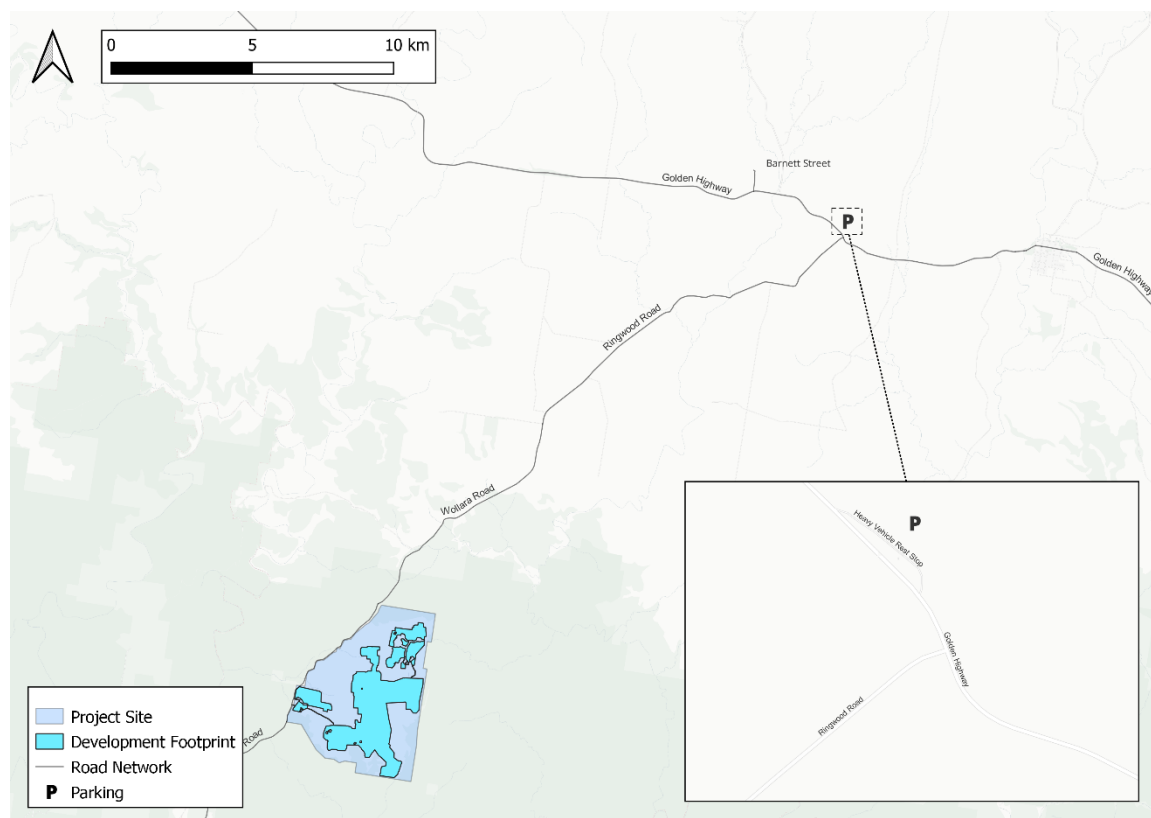 0 5 10 km
Barnett Street
Golden Highway
P
Golden Highway
Ringwood Road
Wollara Road
P
Heavy Vehicle Rest Stop
Golden Highway
Ringwood Road
Road
Project Site
Development Footprint
Road Network
P Parking